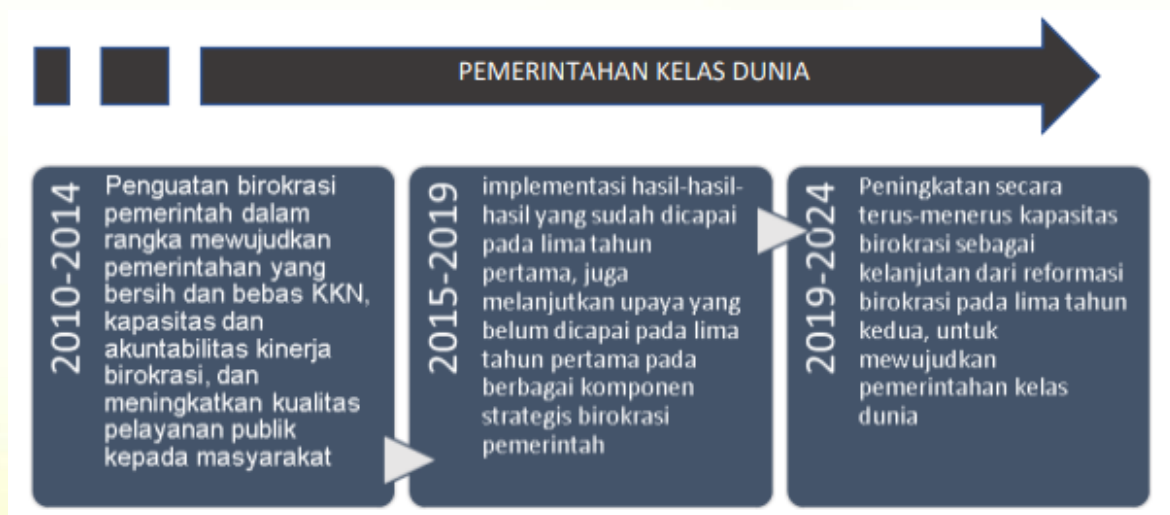 PEMERINTAHAN KELAS DUNIA
2010-2014
Penguatan birokrasi
pemerintah dalam
rangka mewujudkan
pemerintahan yang
bersih dan bebas KKN,
kapasitas dan
akuntabilitas kinerja
birokrasi, dan
meningkatkan kualitas
pelayanan publik
kepada masyarakat
2015-2019
implementasi hasil-hasil-
hasil yang sudah dicapai
pada lima tahun
pertama, juga
melanjutkan upaya yang
belum dicapai pada lima
tahun pertama pada
berbagai komponen
strategis birokrasi
pemerintah
2019-2024
Peningkatan secara
terus-menerus kapasitas
birokrasi sebagai
kelanjutan dari reformasi
birokrasi pada lima tahun
kedua, untuk
mewujudkan
pemerintahan kelas
dunia